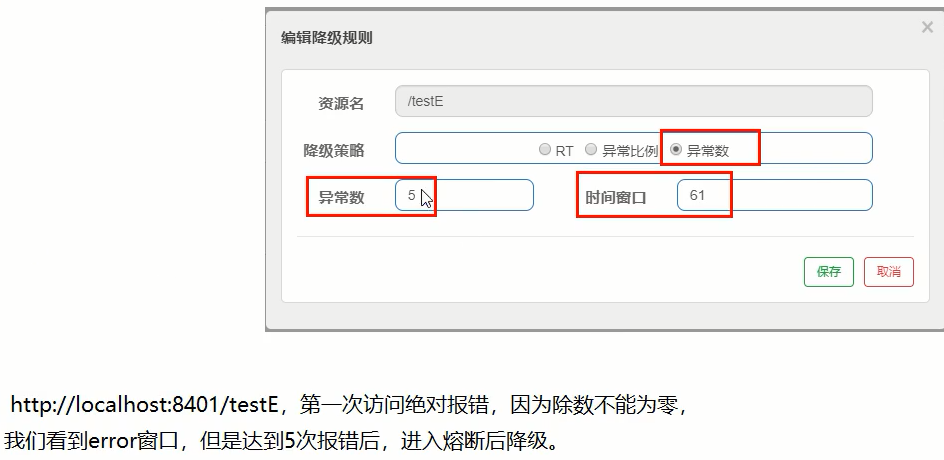 编辑降级规则 ×
资源名 /testE
降级策略 RT 异常比例 异常数
异常数 5 时间窗口 61
保存 取消
http://localhost:8401/testE，第一次访问绝对报错，因为除数不能为零，
我们看到error窗口，但是达到5次报错后，进入熔断后降级。